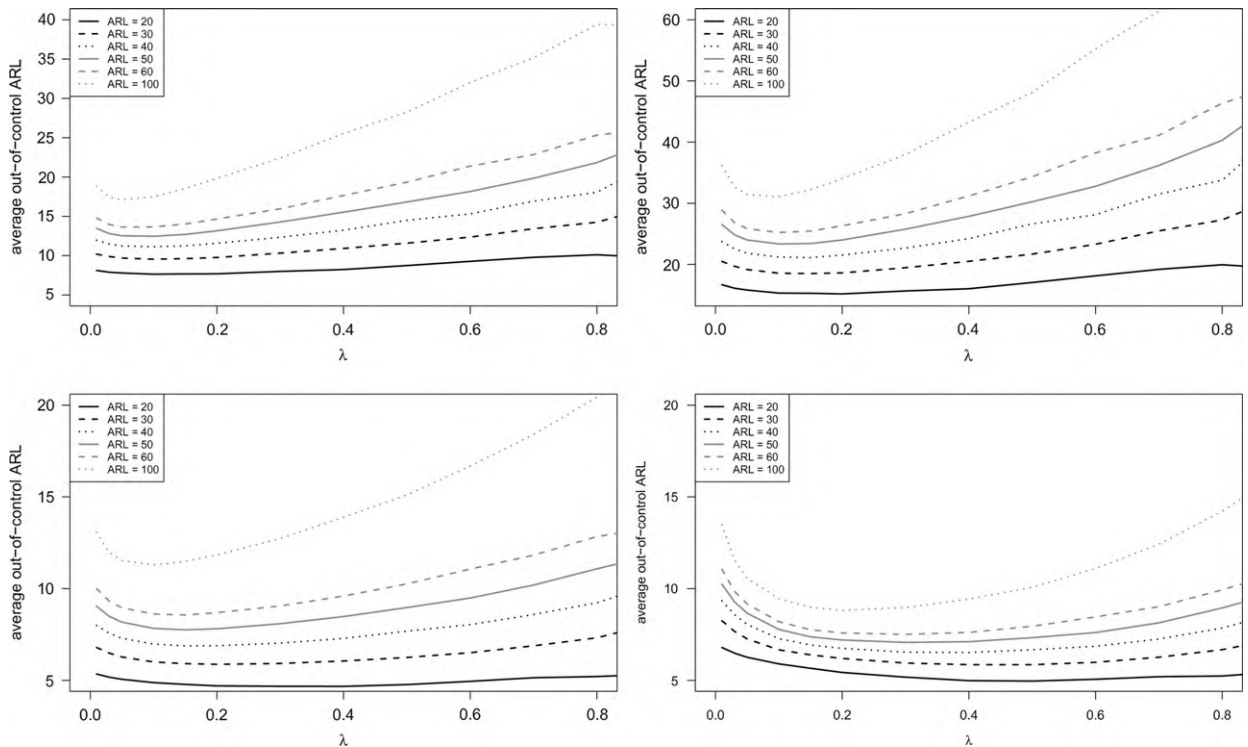 average out-of-control ARL
40
35
30
25
20
15
10
5
ARL = 20
ARL = 30
ARL = 40
ARL = 50
ARL = 60
ARL = 100
0.0 0.2 0.4 0.6 0.8
λ
average out-of-control ARL
60
50
40
30
20
ARL = 20
ARL = 30
ARL = 40
ARL = 50
ARL = 60
ARL = 100
0.0 0.2 0.4 0.6 0.8
λ
average out-of-control ARL
20
15
10
5
ARL = 20
ARL = 30
ARL = 40
ARL = 50
ARL = 60
ARL = 100
0.0 0.2 0.4 0.6 0.8
λ
average out-of-control ARL
20
15
10
5
ARL = 20
ARL = 30
ARL = 40
ARL = 50
ARL = 60
ARL = 100
0.0 0.2 0.4 0.6 0.8
λ